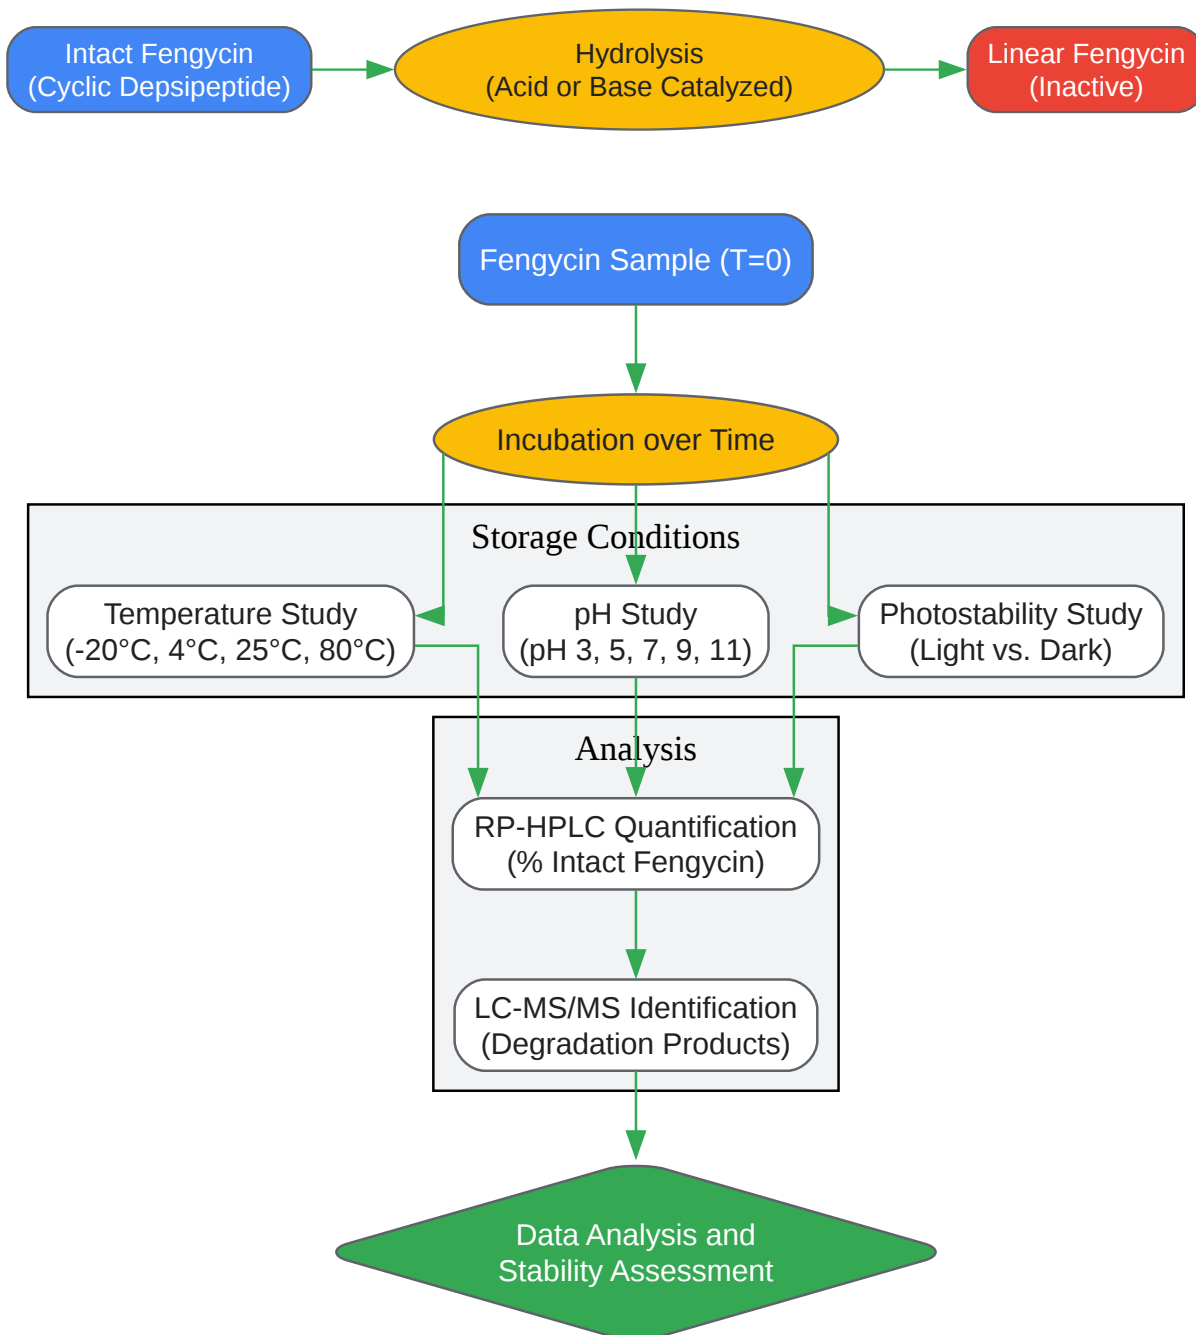 Intact Fengycin
(Cyclic Depsipeptide)
Hydrolysis
(Acid or Base Catalyzed)
Linear Fengycin
(Inactive)
Fengycin Sample (T=0)
Incubation over Time
Storage Conditions
Temperature Study
(-20°C, 4°C, 25°C, 80°C)
pH Study
(pH 3, 5, 7, 9, 11)
Photostability Study
(Light vs. Dark)
Analysis
RP-HPLC Quantification
(% Intact Fengycin)
LC-MS/MS Identification
(Degradation Products)
Data Analysis and
Stability Assessment